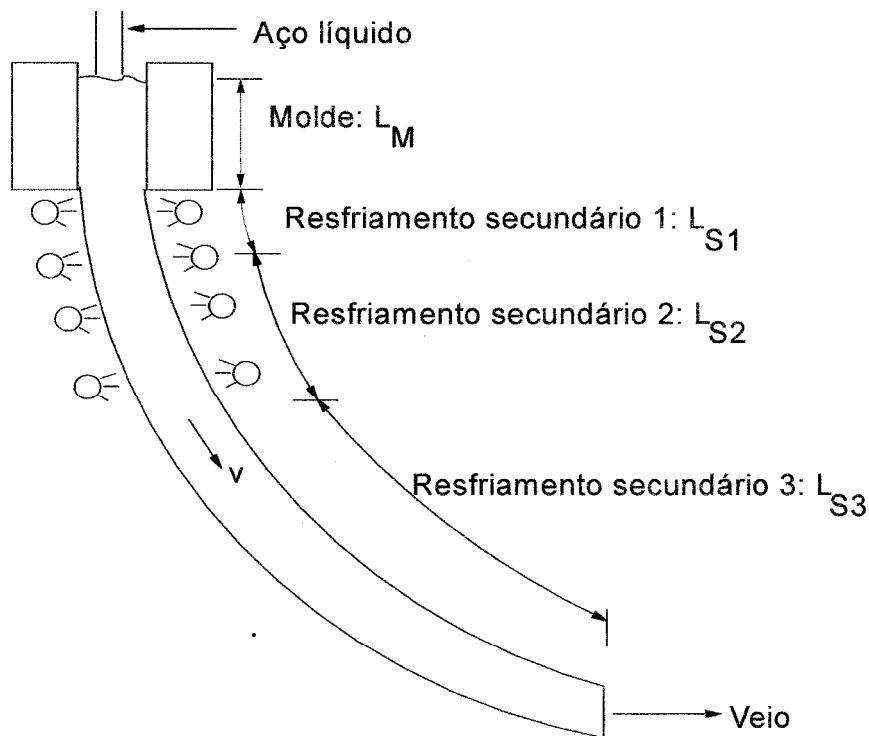 Aço líquido
Molde: L_M
Resfriamento secundário 1: L_S1
Resfriamento secundário 2: L_S2
v
Resfriamento secundário 3: L_S3
Veio